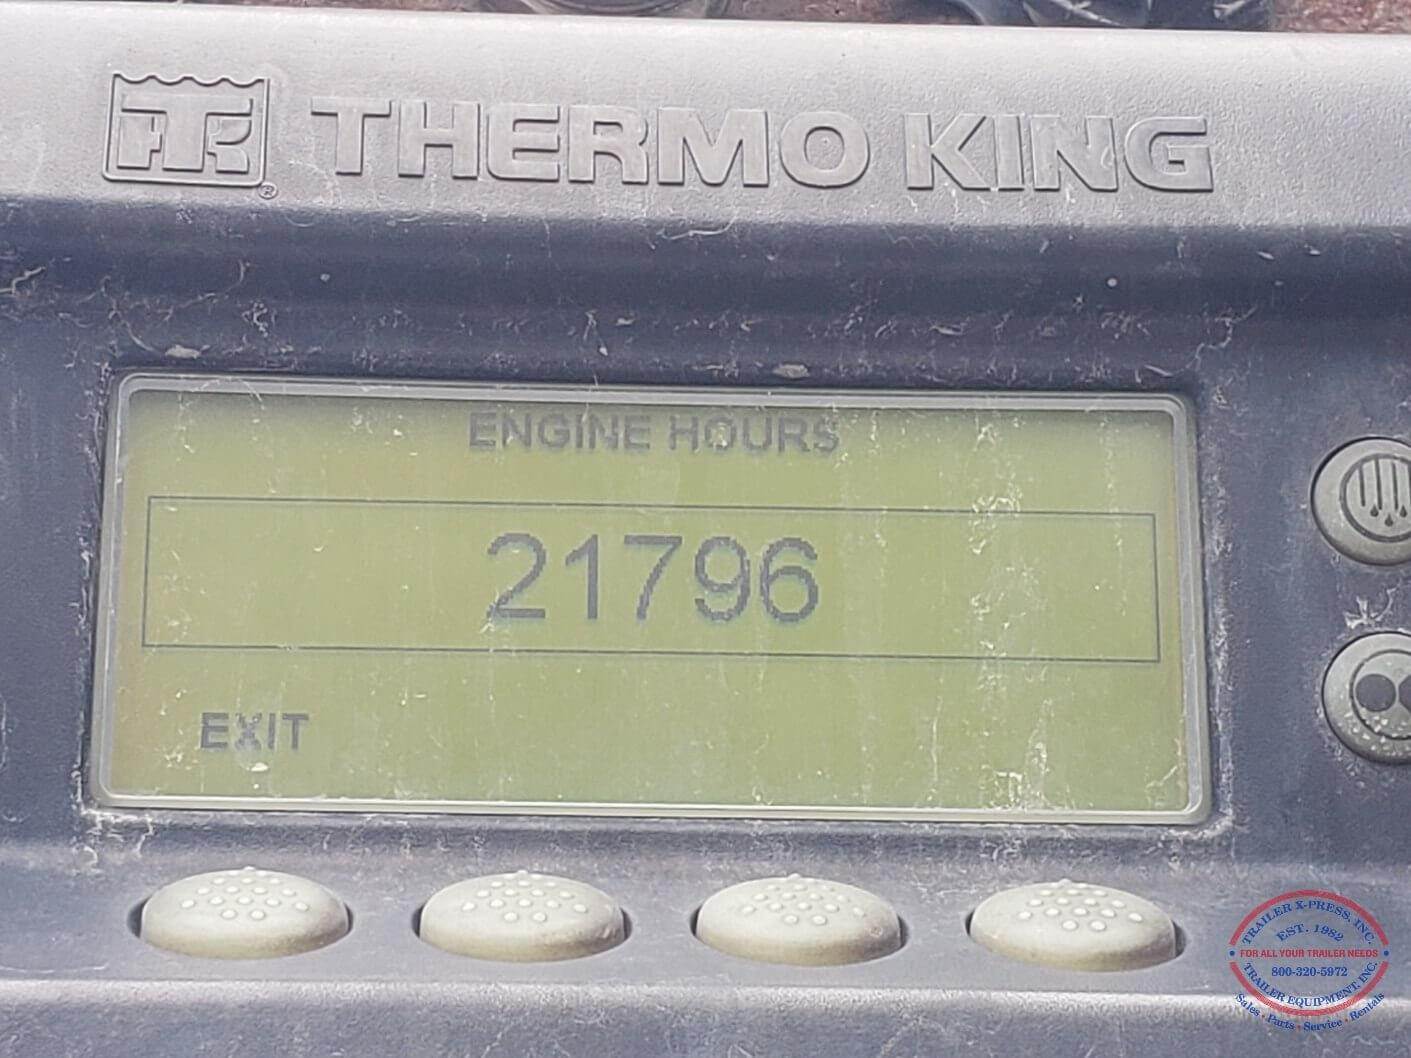 TK
®
THERMO KING
ENGINE HOURS
21796
EXIT
TRAILER X-PRESS, INC.
EST. 1982
• FOR ALL YOUR TRAILER NEEDS •
800-320-5972
TRAILER EQUIPMENT, INC.
Sales • Parts • Service • Rentals